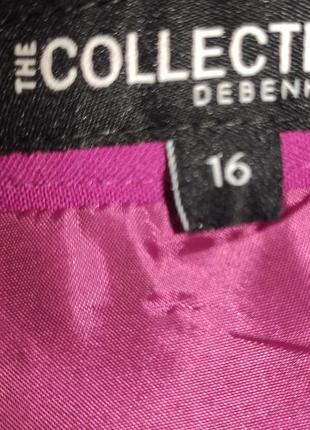 THE COLLECTI
DEBENH
16